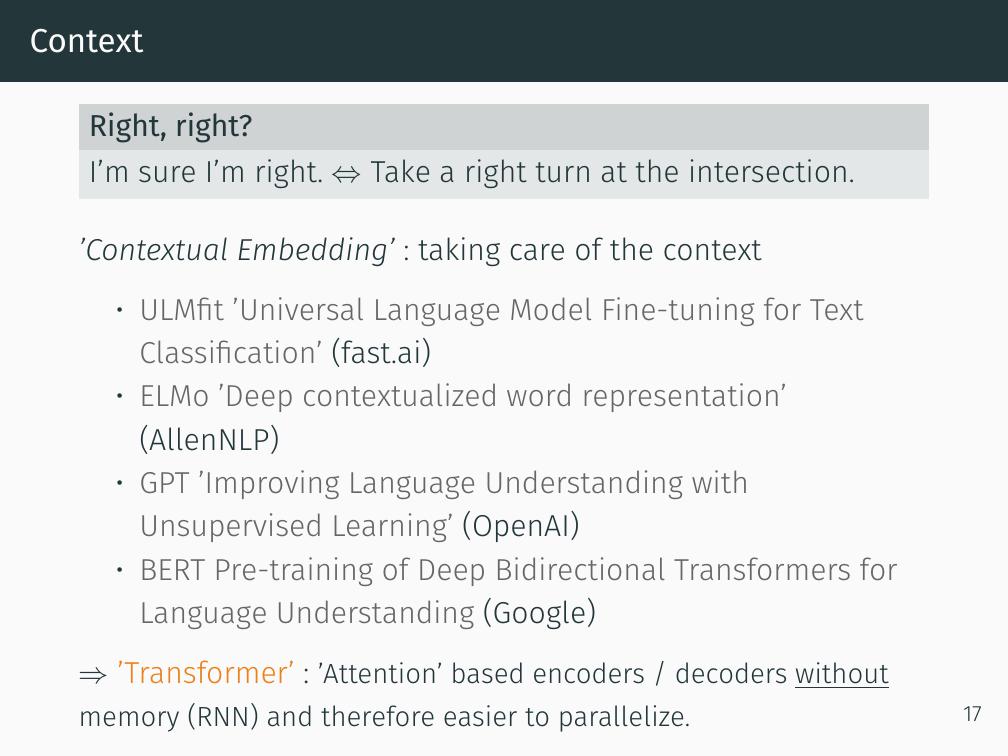 Context
Right, right?
I’m sure I’m right. ⇔ Take a right turn at the intersection.
’Contextual Embedding’ : taking care of the context
• ULMfit ’Universal Language Model Fine-tuning for Text
Classification’ (fast.ai)
• ELMo ’Deep contextualized word representation’
(AllenNLP)
• GPT ’Improving Language Understanding with
Unsupervised Learning’ (OpenAI)
• BERT Pre-training of Deep Bidirectional Transformers for
Language Understanding (Google)
⇒ ’Transformer’ : ’Attention’ based encoders / decoders without
memory (RNN) and therefore easier to parallelize.
17